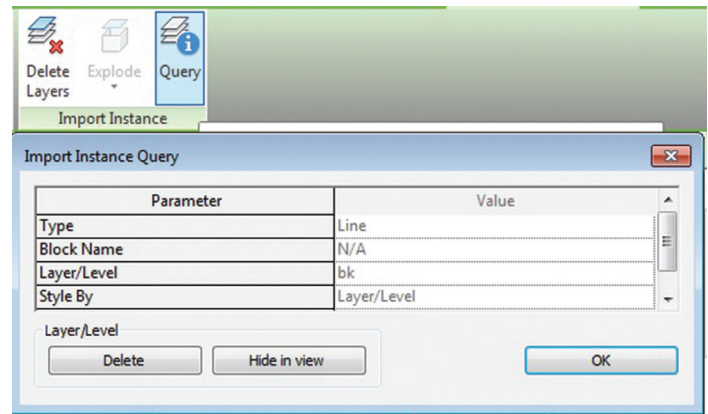 Delete
Layers
Explode
Query
Import Instance
Import Instance Query
Parameter Value
Type Line
Block Name N/A
Layer/Level bk
Style By Layer/Level
Layer/Level
Delete Hide in view OK